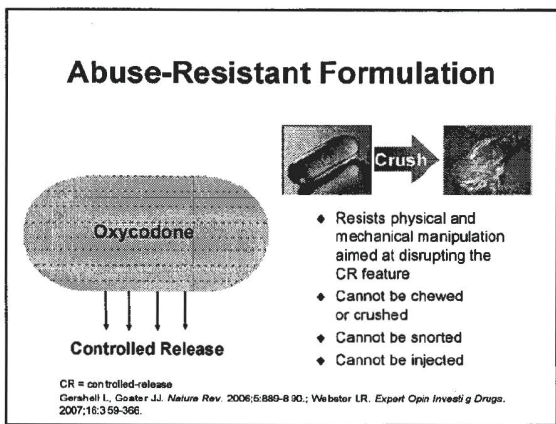 Abuse-Resistant Formulation
Oxycodone
Controlled Release
Crush
♦ Resists physical and
mechanical manipulation
aimed at disrupting the
CR feature
♦ Cannot be chewed
or crushed
♦ Cannot be snorted
♦ Cannot be injected
CR = controlled-release
Gershell L, Goater JJ. Nature Rev. 2006;5:889-890.; Webster LR. Expert Opin Investig Drugs.
2007;16:359-366.